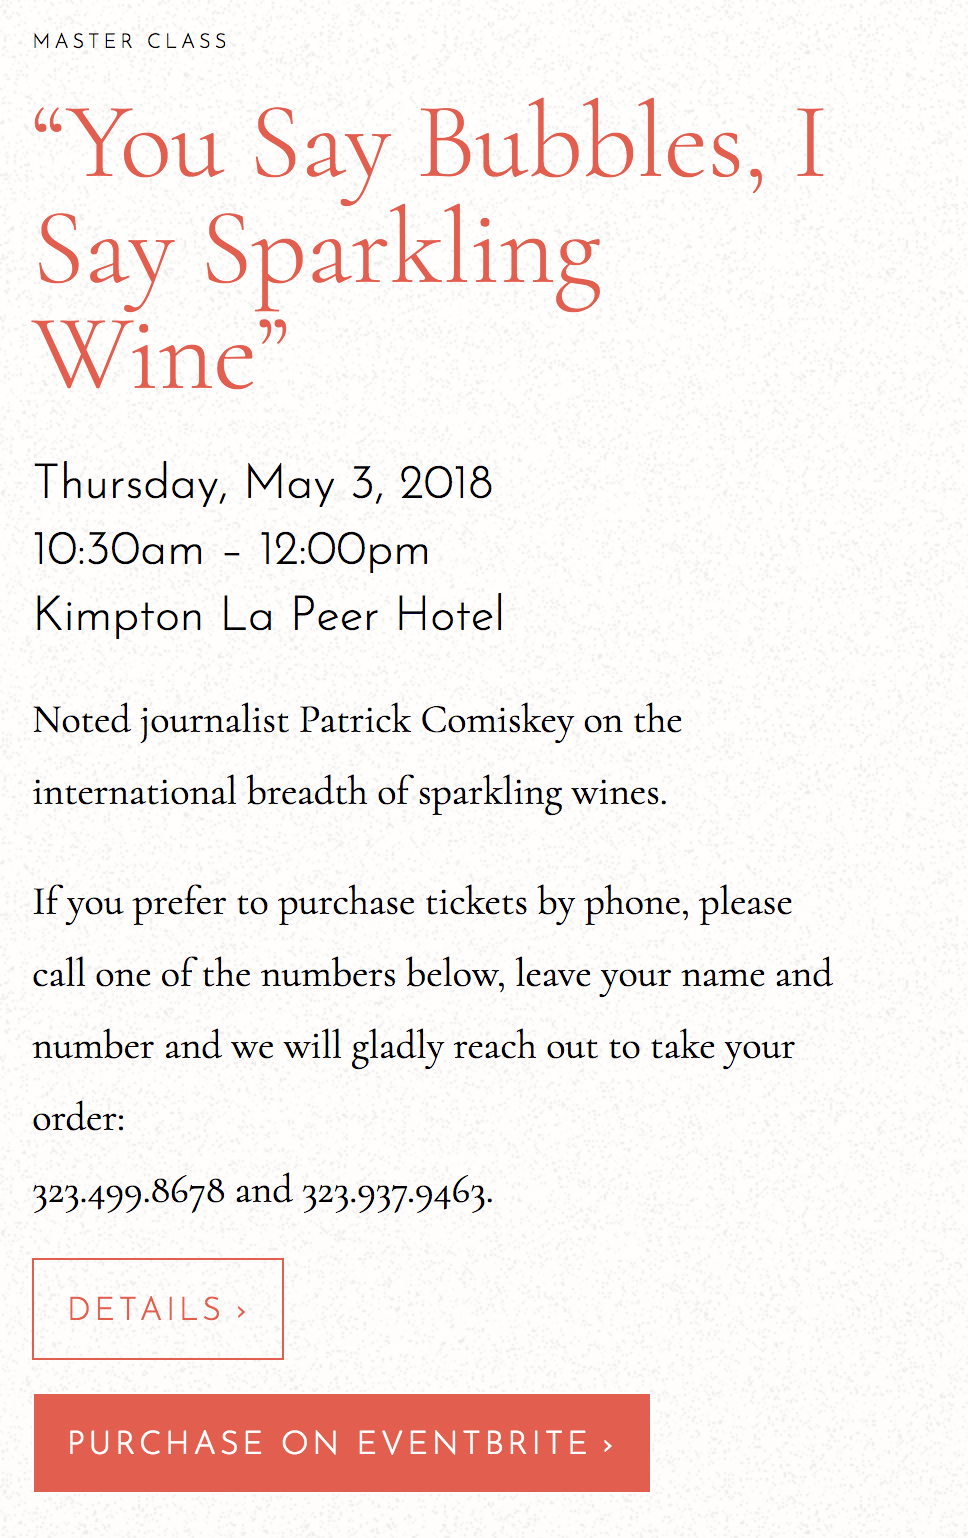 MASTER CLASS
“You Say Bubbles, I
Say Sparkling
Wine”
Thursday, May 3, 2018
10:30am – 12:00pm
Kimpton La Peer Hotel
Noted journalist Patrick Comiskey on the
international breadth of sparkling wines.
If you prefer to purchase tickets by phone, please
call one of the numbers below, leave your name and
number and we will gladly reach out to take your
order:
323.499.8678 and 323.937.9463.
DETAILS ›
PURCHASE ON EVENTBRITE ›